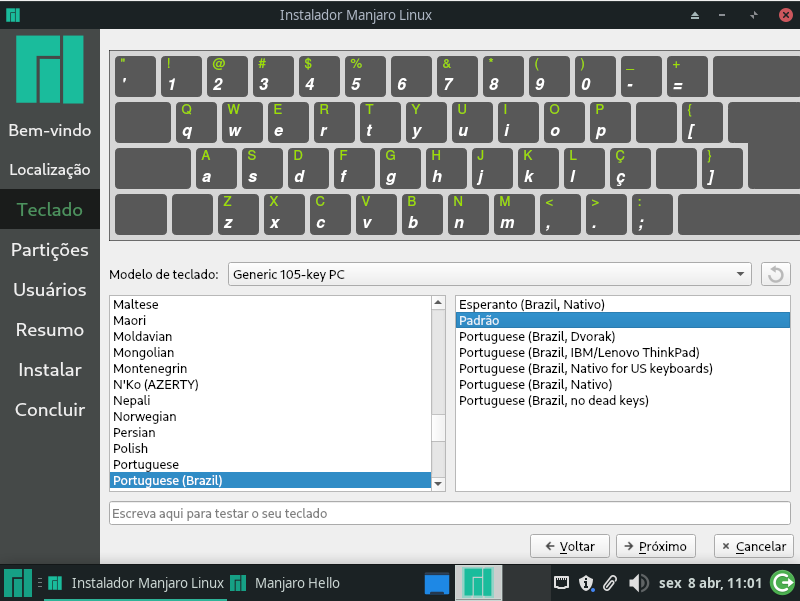 Instalador Manjaro Linux
" ! @ # $ % & * ( ) _ +
' 1 2 3 4 5 6 7 8 9 0 - =
Q W E R T Y U I O P {
q w e r t y u i o p [
A S D F G H J K L Ç }
a s d f g h j k l ç ]
Z X C V B N M < > :
z x c v b n m , . ;
Bem-vindo
Localização
Teclado
Partições
Usuários
Resumo
Instalar
Concluir
Modelo de teclado: Generic 105-key PC
Maltese
Maori
Moldavian
Mongolian
Montenegrin
N'Ko (AZERTY)
Nepali
Norwegian
Persian
Polish
Portuguese
Portuguese (Brazil)
Esperanto (Brazil, Nativo)
Padrão
Portuguese (Brazil, Dvorak)
Portuguese (Brazil, IBM/Lenovo ThinkPad)
Portuguese (Brazil, Nativo for US keyboards)
Portuguese (Brazil, Nativo)
Portuguese (Brazil, no dead keys)
Escreva aqui para testar o seu teclado
Voltar Próximo Cancelar
Instalador Manjaro Linux Manjaro Hello sex 8 abr, 11:01